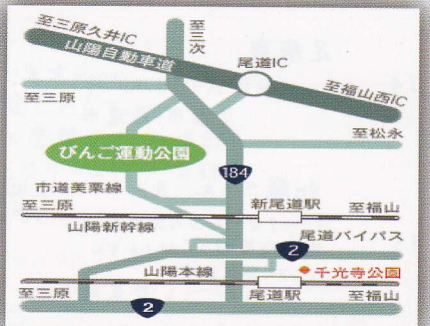 至三原久井IC
至三次
山陽自動車道
尾道IC
至三原
至福山西IC
至松永
びんご運動公園
184
市道美栗線
至三原
新尾道駅
至福山
山陽新幹線
尾道バイパス
2
山陽本線
千光寺公園
至三原
尾道駅
至福山
2